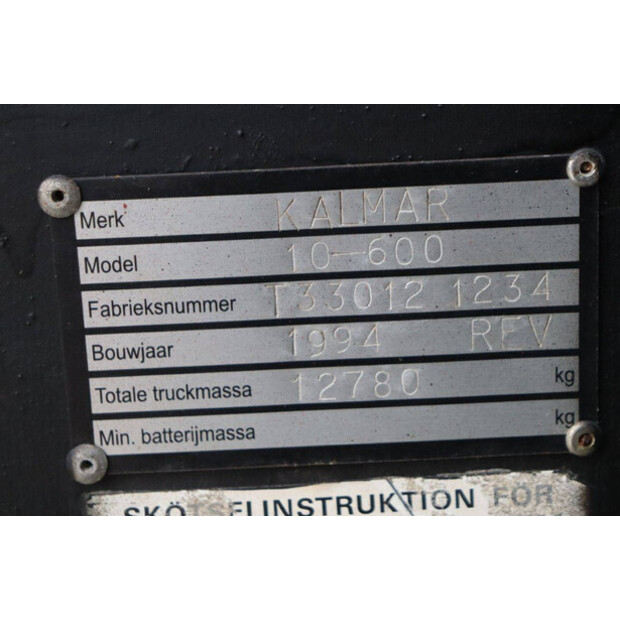 Merk KALMAR
Model 10-600
Fabrieksnummer T33012 1234
Bouwjaar 1994 RFV
Totale truckmassa 12780 kg
Min. batterijmassa kg
SKÖTSELINSTRUKTION FÖR